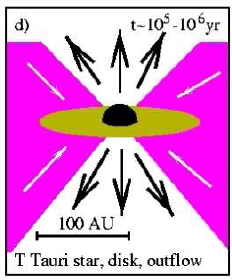 d) t~10⁵-10⁶yr
100 AU
T Tauri star, disk, outflow